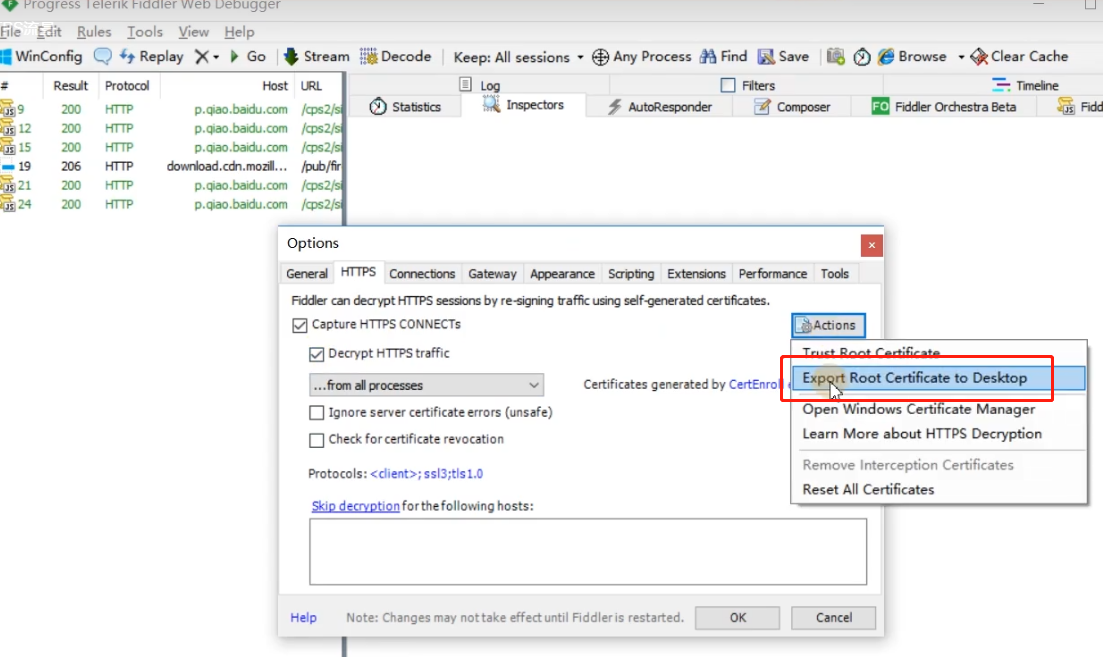 Progress Telerik Fiddler Web Debugger
File Edit Rules Tools View Help
WinConfig Replay Go Stream Decode Keep: All sessions Any Process Find Save Browse Clear Cache
# Result Protocol Host URL
Log Filters Timeline
Statistics Inspectors AutoResponder Composer FO Fiddler Orchestra Beta Fidd
9 200 HTTP p.qiao.baidu.com /cps2/si
12 200 HTTP p.qiao.baidu.com /cps2/si
15 200 HTTP p.qiao.baidu.com /cps2/si
19 206 HTTP download.cdn.mozill... /pub/fir
21 200 HTTP p.qiao.baidu.com /cps2/si
24 200 HTTP p.qiao.baidu.com /cps2/si
Options
General HTTPS Connections Gateway Appearance Scripting Extensions Performance Tools
Fiddler can decrypt HTTPS sessions by re-signing traffic using self-generated certificates.
Capture HTTPS CONNECTs
Actions
Decrypt HTTPS traffic
Trust Root Certificate
...from all processes
Certificates generated by CertEnroll
Export Root Certificate to Desktop
Ignore server certificate errors (unsafe)
Open Windows Certificate Manager
Check for certificate revocation
Learn More about HTTPS Decryption
Protocols: <client>; ssl3;tls1.0
Remove Interception Certificates
Reset All Certificates
Skip decryption for the following hosts:
Help Note: Changes may not take effect until Fiddler is restarted. OK Cancel